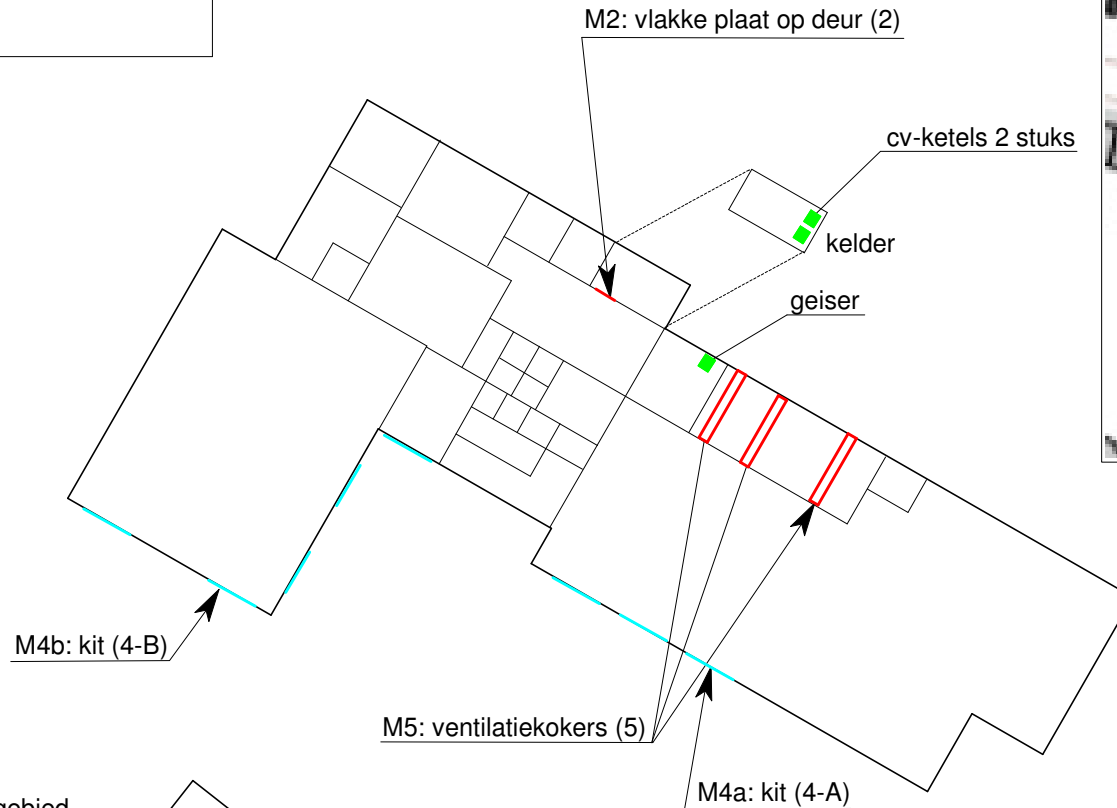 M2: vlakke plaat op deur (2)
cv-ketels 2 stuks
kelder
geiser
M4b: kit (4-B)
M5: ventilatiekokers (5)
M4a: kit (4-A)
gebied